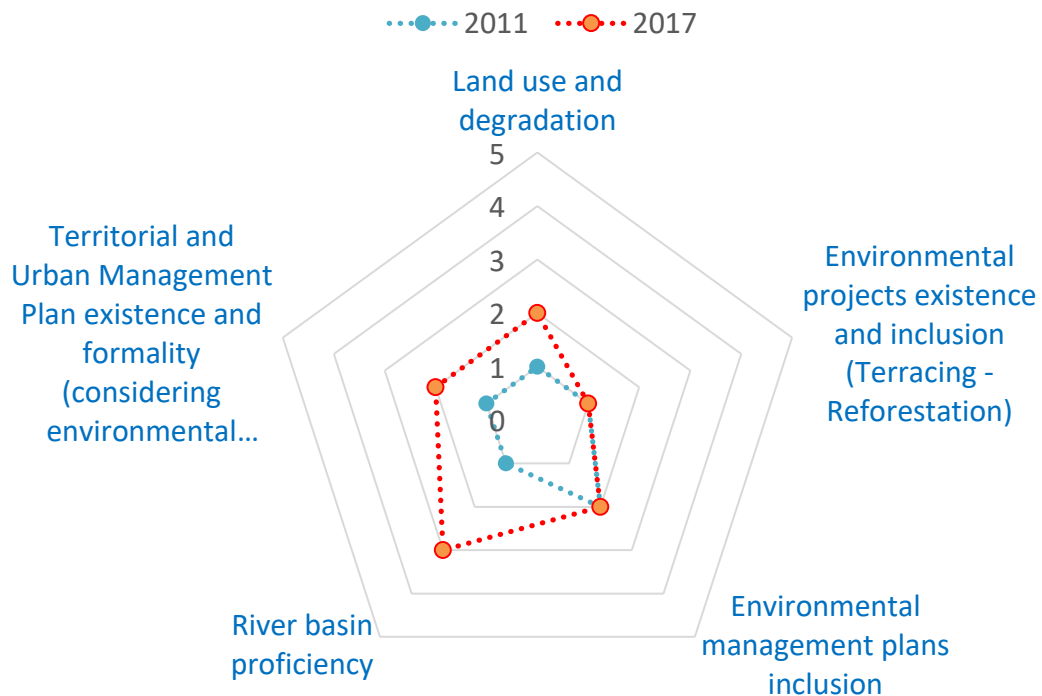 2011 2017
Land use and
degradation
5
4
3
2
1
0
Territorial and
Urban Management
Plan existence and
formality
(considering
environmental...
Environmental
projects existence
and inclusion
(Terracing -
Reforestation)
River basin
proficiency
Environmental
management plans
inclusion